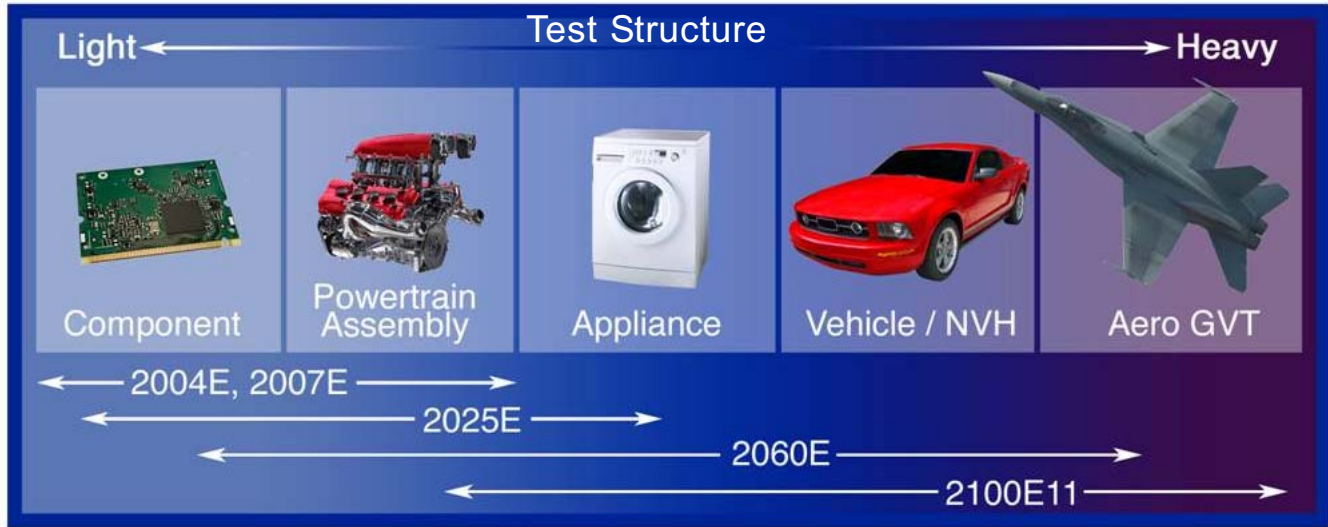 Test Structure
Light
Heavy
Component
Powertrain
Assembly
Appliance
Vehicle / NVH
Aero GVT
2004E, 2007E
2025E
2060E
2100E11